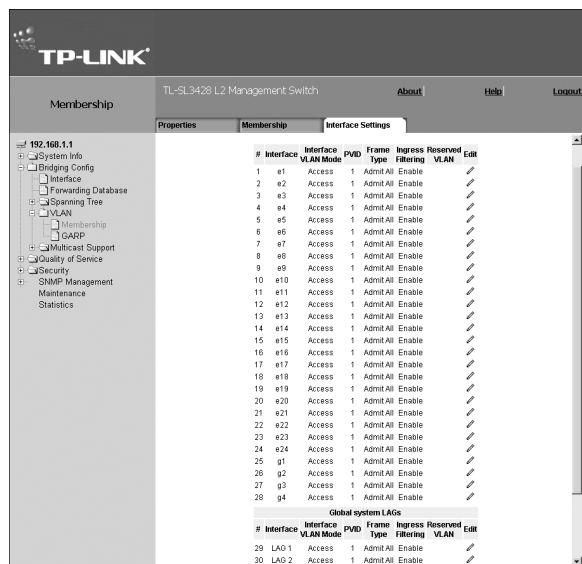 TP-LINK
Membership
TL-SL3428 L2 Management Switch About Help Logout
Properties Membership Interface Settings
192.168.1.1
System Info
Bridging Config
Interface
Forwarding Database
Spanning Tree
VLAN
Membership
GARP
Multicast Support
Quality of Service
Security
SNMP Management
Maintenance
Statistics
# Interface Interface VLAN Mode PVID Frame Type Ingress Filtering Reserved VLAN Edit
1 e1 Access 1 Admit All Enable
2 e2 Access 1 Admit All Enable
3 e3 Access 1 Admit All Enable
4 e4 Access 1 Admit All Enable
5 e5 Access 1 Admit All Enable
6 e6 Access 1 Admit All Enable
7 e7 Access 1 Admit All Enable
8 e8 Access 1 Admit All Enable
9 e9 Access 1 Admit All Enable
10 e10 Access 1 Admit All Enable
11 e11 Access 1 Admit All Enable
12 e12 Access 1 Admit All Enable
13 e13 Access 1 Admit All Enable
14 e14 Access 1 Admit All Enable
15 e15 Access 1 Admit All Enable
16 e16 Access 1 Admit All Enable
17 e17 Access 1 Admit All Enable
18 e18 Access 1 Admit All Enable
19 e19 Access 1 Admit All Enable
20 e20 Access 1 Admit All Enable
21 e21 Access 1 Admit All Enable
22 e22 Access 1 Admit All Enable
23 e23 Access 1 Admit All Enable
24 e24 Access 1 Admit All Enable
25 g1 Access 1 Admit All Enable
26 g2 Access 1 Admit All Enable
27 g3 Access 1 Admit All Enable
28 g4 Access 1 Admit All Enable
Global system LAGs
# Interface Interface VLAN Mode PVID Frame Type Ingress Filtering Reserved VLAN Edit
29 LAG 1 Access 1 Admit All Enable
30 LAG 2 Access 1 Admit All Enable